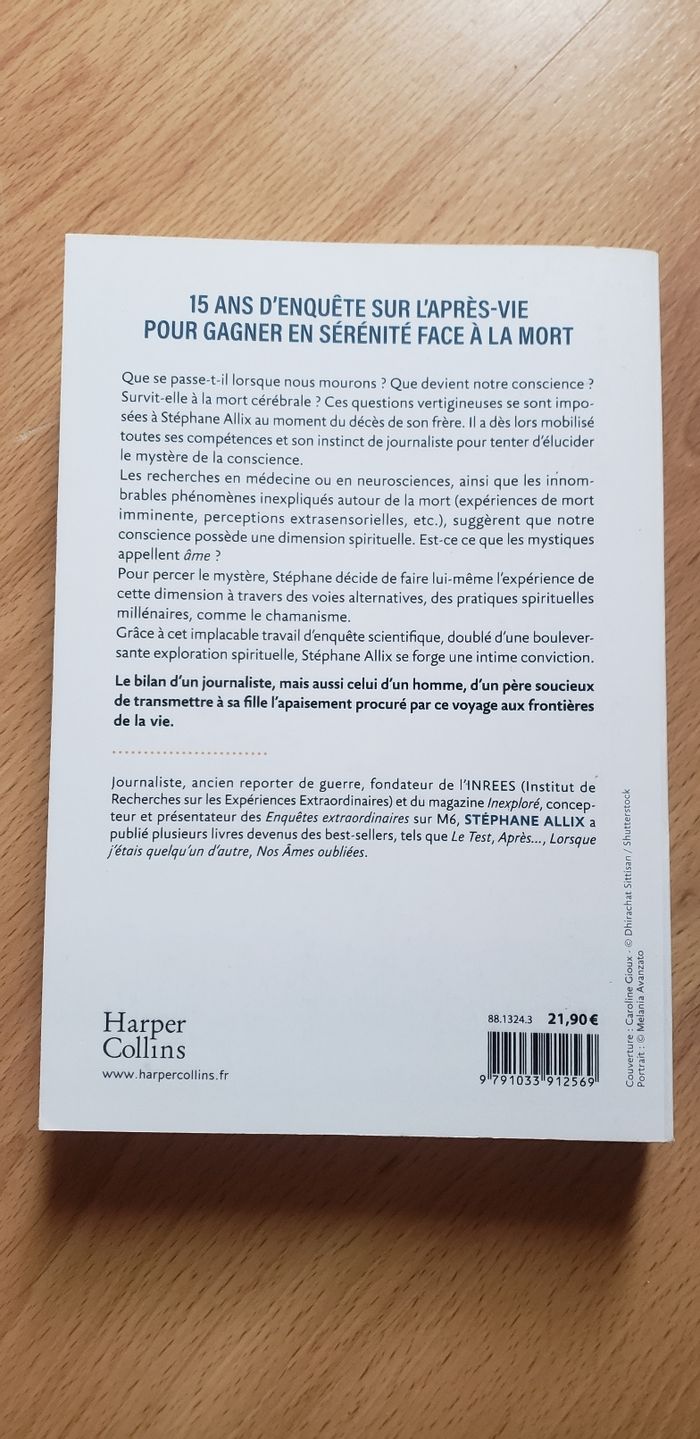 15 ANS D'ENQUÊTE SUR L'APRÈS-VIE
POUR GAGNER EN SÉRÉNITÉ FACE À LA MORT
Que se passe-t-il lorsque nous mourons ? Que devient notre conscience ?
Survit-elle à la mort cérébrale ? Ces questions vertigineuses se sont impo-
sées à Stéphane Allix au moment du décès de son frère. Il a dès lors mobilisé
toutes ses compétences et son instinct de journaliste pour tenter d'élucider
le mystère de la conscience.
Les recherches en médecine ou en neurosciences, ainsi que les innom-
brables phénomènes inexpliqués autour de la mort (expériences de mort
imminente, perceptions extrasensorielles, etc.), suggèrent que notre
conscience possède une dimension spirituelle. Est-ce ce que les mystiques
appellent âme ?
Pour percer le mystère, Stéphane décide de faire lui-même l'expérience de
cette dimension à travers des voies alternatives, des pratiques spirituelles
millénaires, comme le chamanisme.
Grâce à cet implacable travail d'enquête scientifique, doublé d'une boulever-
sante exploration spirituelle, Stéphane Allix se forge une intime conviction.
Le bilan d'un journaliste, mais aussi celui d'un homme, d'un père soucieux
de transmettre à sa fille l'apaisement procuré par ce voyage aux frontières
de la vie.
Journaliste, ancien reporter de guerre, fondateur de l'INREES (Institut de
Recherches sur les Expériences Extraordinaires) et du magazine Inexploré, concep-
teur et présentateur des Enquêtes extraordinaires sur M6, STÉPHANE ALLIX a
publié plusieurs livres devenus des best-sellers, tels que Le Test, Après..., Lorsque
j'étais quelqu'un d'autre, Nos Âmes oubliées.
Harper
Collins
www.harpercollins.fr
88.1324.3 21,90 €
9 791033 912569
Couverture : Caroline Gioux - © Dhirachat Sittisan / Shutterstock
Portrait : © Melania Avanzato